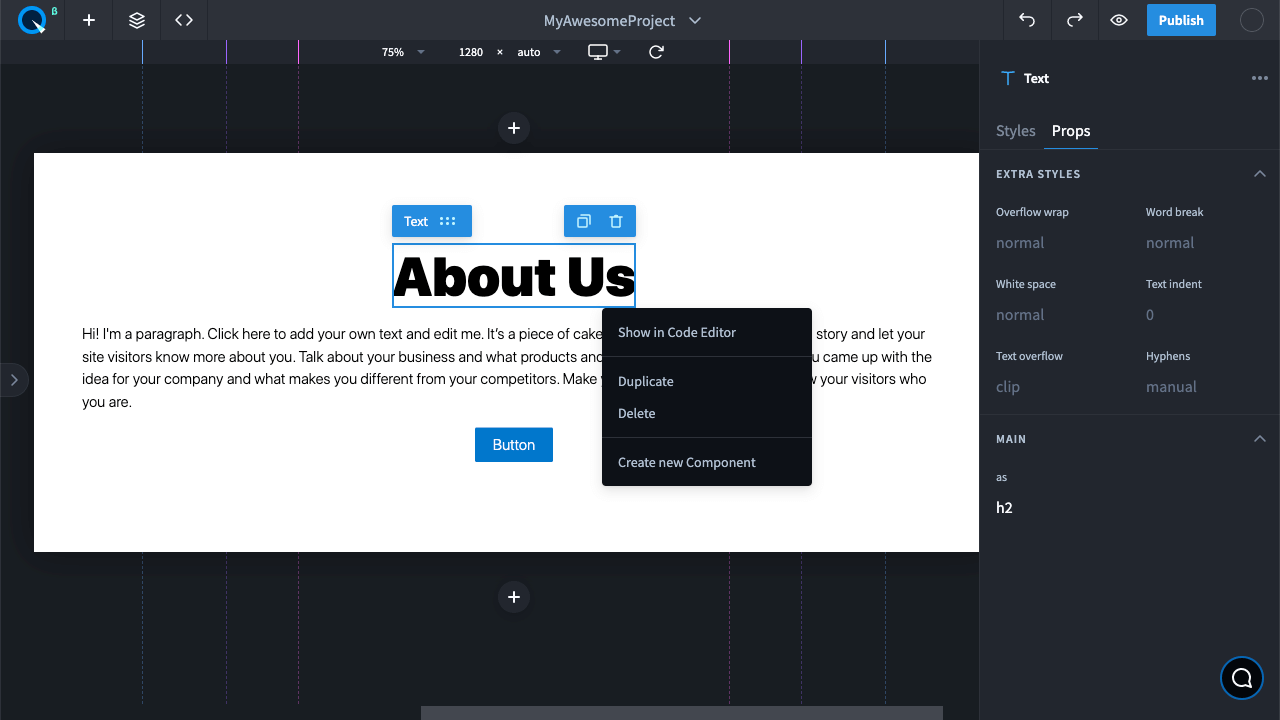 β
MyAwesomeProject
Publish
75%
1280 × auto
Text
Styles Props
EXTRA STYLES
Overflow wrap Word break
normal normal
White space Text indent
normal 0
Text overflow Hyphens
clip manual
MAIN
as
h2
Text
About Us
Hi! I'm a paragraph. Click here to add your own text and edit me. It's a piece of cake story and let your
site visitors know more about you. Talk about your business and what products and came up with the
idea for your company and what makes you different from your competitors. Make your visitors who
you are.
Button
Show in Code Editor
Duplicate
Delete
Create new Component